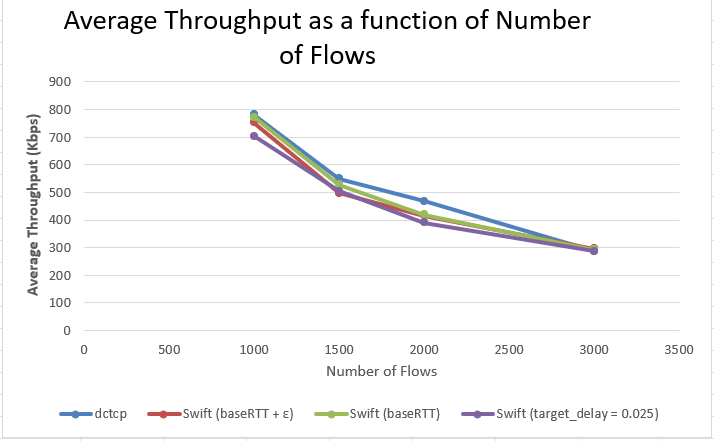 Average Throughput as a function of Number
of Flows
900
800
700
600
500
400
300
200
100
0
Average Throughput (Kbps)
0 500 1000 1500 2000 2500 3000 3500
Number of Flows
dctcp Swift (baseRTT + ε) Swift (baseRTT) Swift (target_delay = 0.025)